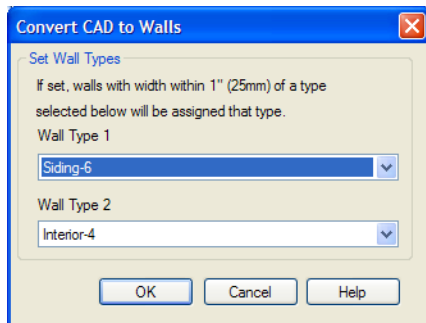 Convert CAD to Walls
Set Wall Types
If set, walls with width within 1" (25mm) of a type
selected below will be assigned that type.
Wall Type 1
Siding-6
Wall Type 2
Interior-4
OK Cancel Help